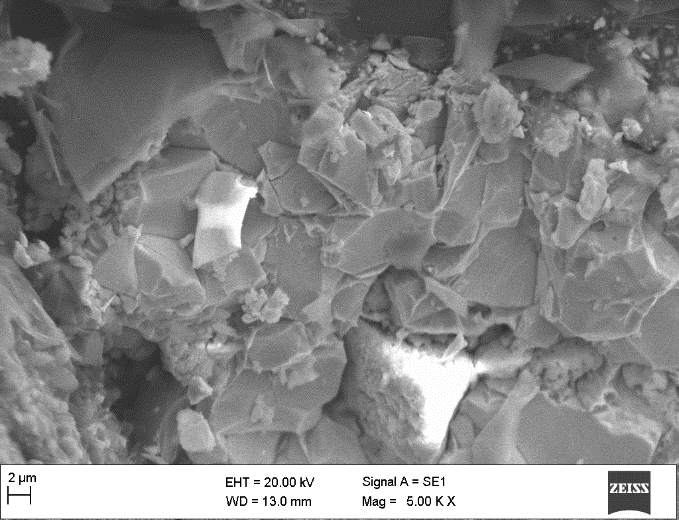 2 µm
EHT = 20.00 kV
Signal A = SE1
WD = 13.0 mm
Mag = 5.00 K X
ZEISS